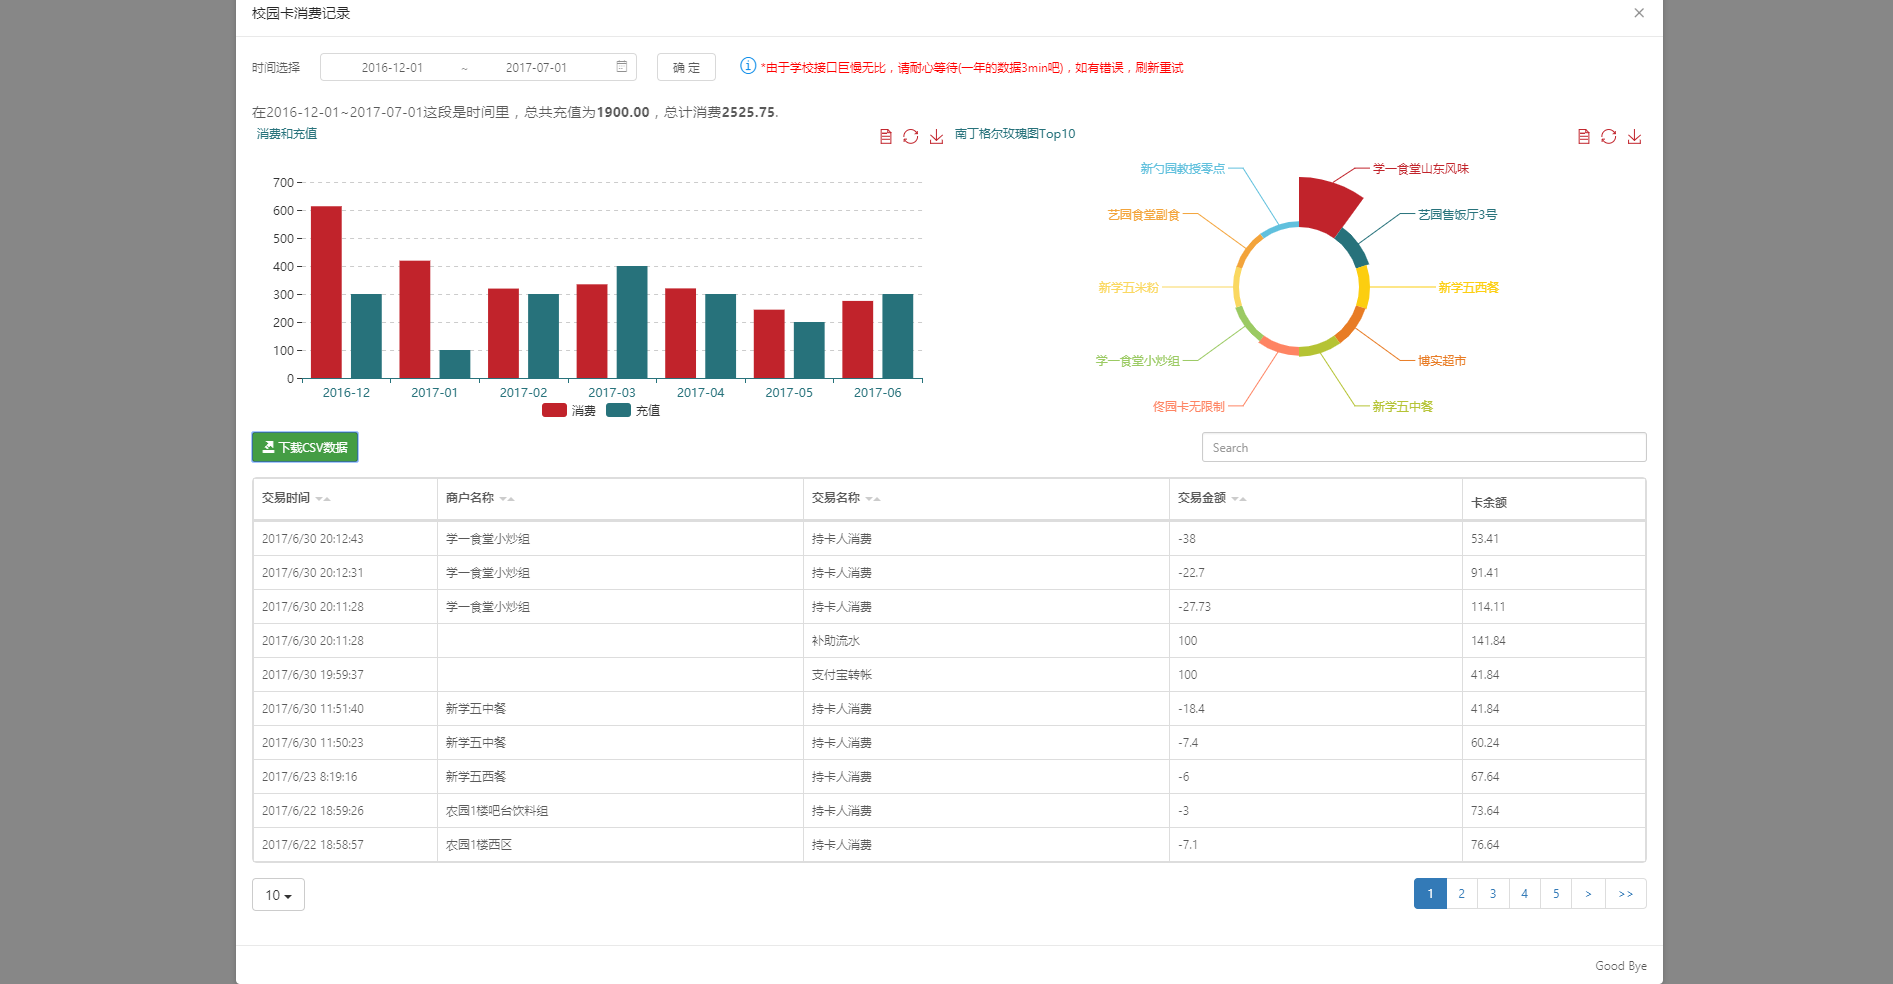 校园卡消费记录
×
时间选择 2016-12-01 ~ 2017-07-01 确 定 *由于学校接口巨慢无比，请耐心等待(一年的数据3min吧)，如有错误，刷新重试
在2016-12-01~2017-07-01这段是时间里，总共充值为1900.00，总计消费2525.75.
消费和充值
700
600
500
400
300
200
100
0
2016-12 2017-01 2017-02 2017-03 2017-04 2017-05 2017-06
消费 充值
南丁格尔玫瑰图Top10
新勺园教授零点 学一食堂山东风味
艺园食堂副食 艺园售饭厅3号
新学五米粉 新学五西餐
学一食堂小炒组 博实超市
佟园卡无限制 新学五中餐
下载CSV数据 Search
交易时间 商户名称 交易名称 交易金额 卡余额
2017/6/30 20:12:43 学一食堂小炒组 持卡人消费 -38 53.41
2017/6/30 20:12:31 学一食堂小炒组 持卡人消费 -22.7 91.41
2017/6/30 20:11:28 学一食堂小炒组 持卡人消费 -27.73 114.11
2017/6/30 20:11:28 补助流水 100 141.84
2017/6/30 19:59:37 支付宝转帐 100 41.84
2017/6/30 11:51:40 新学五中餐 持卡人消费 -18.4 41.84
2017/6/30 11:50:23 新学五中餐 持卡人消费 -7.4 60.24
2017/6/23 8:19:16 新学五西餐 持卡人消费 -6 67.64
2017/6/22 18:59:26 农园1楼吧台饮料组 持卡人消费 -3 73.64
2017/6/22 18:58:57 农园1楼西区 持卡人消费 -7.1 76.64
10 1 2 3 4 5 > >>
Good Bye